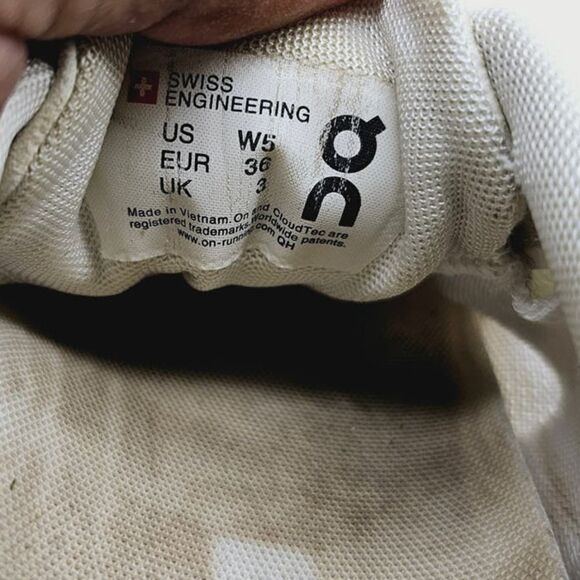 SWISS
ENGINEERING
US W5
EUR 36
UK 3
On
Made in Vietnam. On and CloudTec are
registered trademarks. Worldwide patents.
www.on-running.com QH